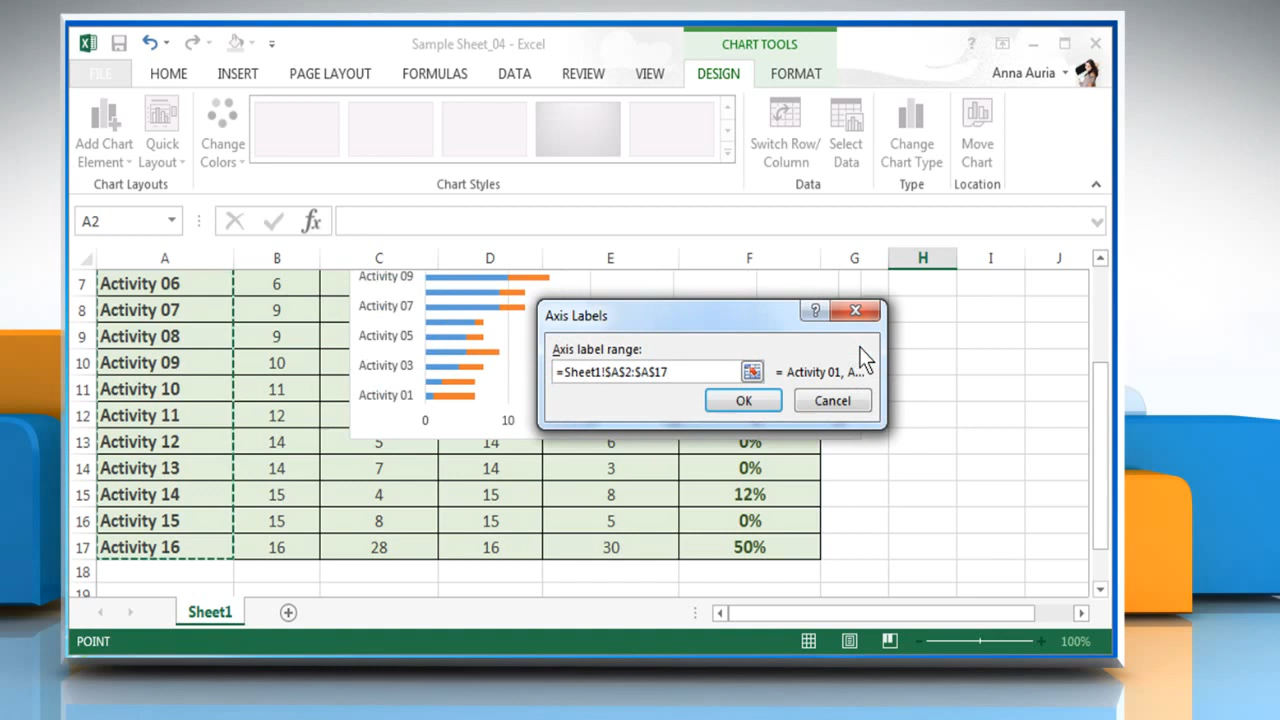 Sample Sheet_04 - Excel
CHART TOOLS
?
FILE
HOME
INSERT
PAGE LAYOUT
FORMULAS
DATA
REVIEW
VIEW
DESIGN
FORMAT
Anna Auria
Add Chart
Element
Quick
Layout
Change
Colors
Switch Row/
Column
Select
Data
Change
Chart Type
Move
Chart
Chart Layouts
Chart Styles
Data
Type
Location
A2
fx
A B C D E F G H I J
7 Activity 06 6
8 Activity 07 9
9 Activity 08 9
10 Activity 09 10
11 Activity 10 11
12 Activity 11 12
13 Activity 12 14 5 14 6 0%
14 Activity 13 14 7 14 3 0%
15 Activity 14 15 4 15 8 12%
16 Activity 15 15 8 15 5 0%
17 Activity 16 16 28 16 30 50%
18
19
Activity 09
Activity 07
Activity 05
Activity 03
Activity 01
0 10
Axis Labels
?
Axis label range:
=Sheet1!$A$2:$A$17
= Activity 01, A...
OK
Cancel
Sheet1
POINT
100%